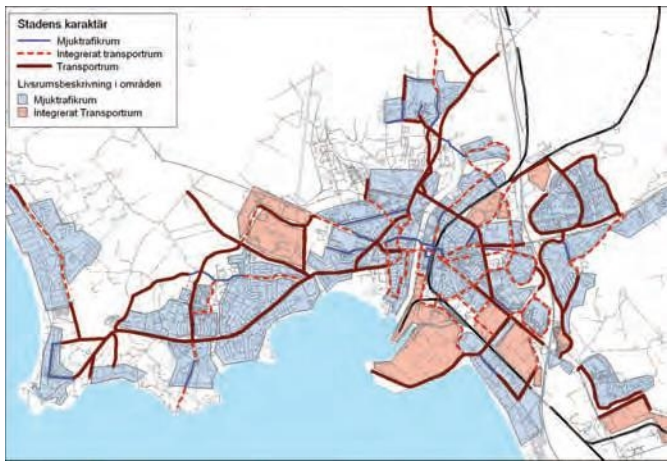 Stadens karaktär
Mjuktrafikrum
Integrerat transportrum
Transportrum
Livsrumsbeskrivning i områden
Mjuktrafikrum
Integrerat Transportrum